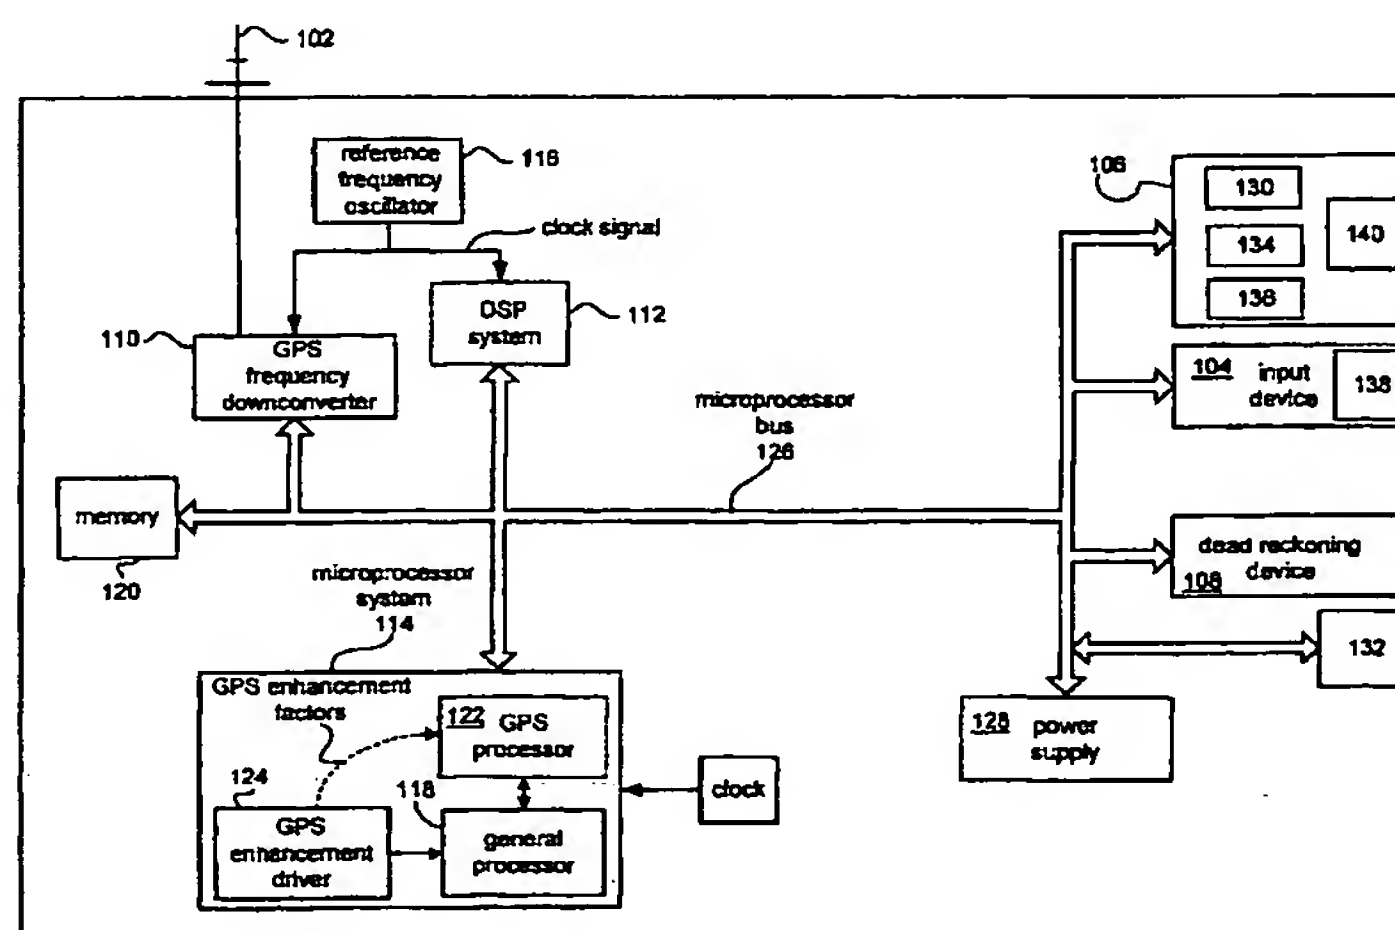 102
reference
frequency
oscillator
116
clock signal
106
130
134
136
140
DSP
system
112
110
GPS
frequency
downconverter
104
input
device
138
microprocessor
bus
126
memory
120
dead reckoning
device
108
132
microprocessor
system
114
GPS enhancement
factors
122
GPS
processor
128
power
supply
124
118
clock
GPS
enhancement
driver
general
processor